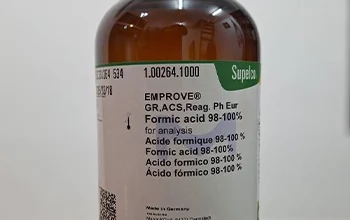 1.00264.1000
Supelco
EMPROVE®
GR,ACS,Reag. Ph Eur
Formic acid 98-100%
for analysis
Acide formique 98-100 %
Formic acid 98-100%
Acido formico 98-100 %
Ácido fórmico 98-100 %
Made in Germany